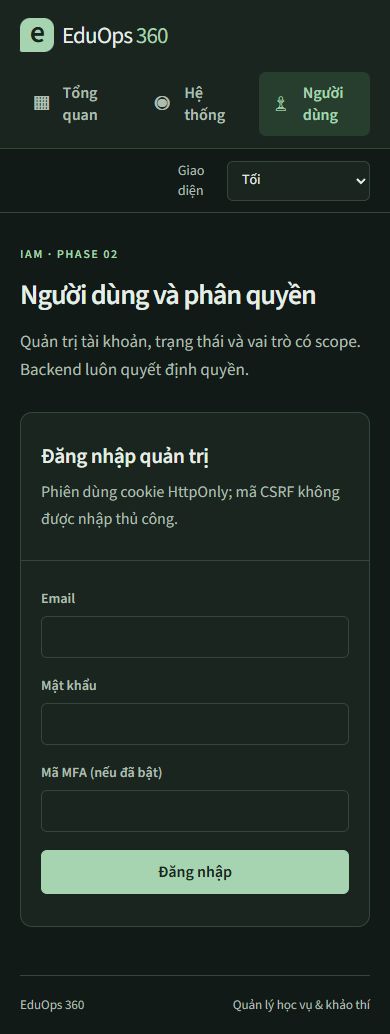 e EduOps 360
Tổng
quan
Hệ
thống
Người
dùng
Giao
diện
Tối
IAM · PHASE 02
Người dùng và phân quyền
Quản trị tài khoản, trạng thái và vai trò có scope.
Backend luôn quyết định quyền.
Đăng nhập quản trị
Phiên dùng cookie HttpOnly; mã CSRF không
được nhập thủ công.
Email
Mật khẩu
Mã MFA (nếu đã bật)
Đăng nhập
EduOps 360
Quản lý học vụ & khảo thí